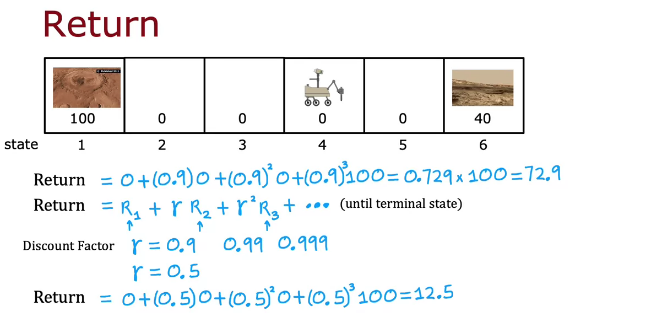 Return
100 0 0 0 0 40
state 1 2 3 4 5 6
Return = 0+(0.9)0+(0.9)²0+(0.9)³100=0.729×100=72.9
Return = R₁ + r R₂ + r² R₃ + ••• (until terminal state)
Discount Factor r = 0.9 0.99 0.999
r = 0.5
Return = 0+(0.5)0+(0.5)²0+(0.5)³100=12.5